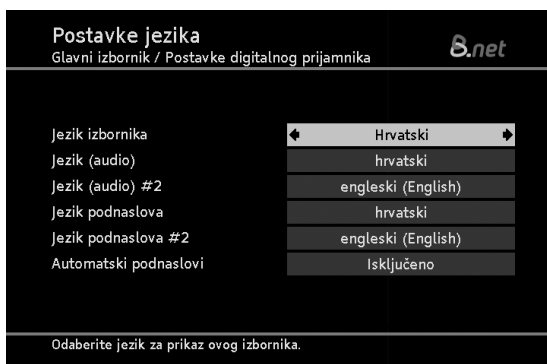 Postavke jezika
Glavni izbornik / Postavke digitalnog prijamnika
B.net
Jezik izbornika Hrvatski
Jezik (audio) hrvatski
Jezik (audio) #2 engleski (English)
Jezik podnaslova hrvatski
Jezik podnaslova #2 engleski (English)
Automatski podnaslovi Isključeno
Odaberite jezik za prikaz ovog izbornika.